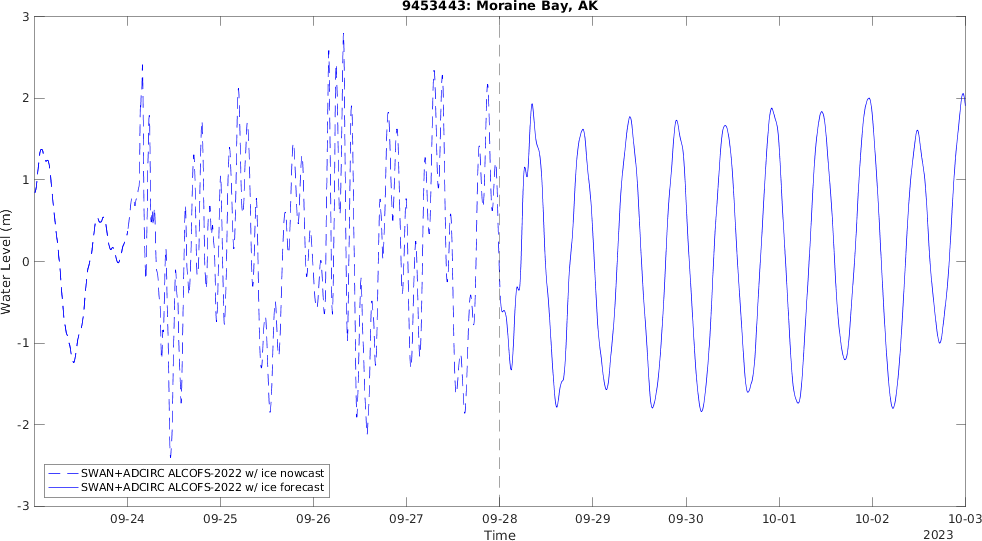 9453443: Moraine Bay, AK
Water Level (m)
3
2
1
0
-1
-2
-3
SWAN+ADCIRC ALCOFS-2022 w/ ice nowcast
SWAN+ADCIRC ALCOFS-2022 w/ ice forecast
09-24 09-25 09-26 09-27 09-28 09-29 09-30 10-01 10-02 10-03
Time
2023